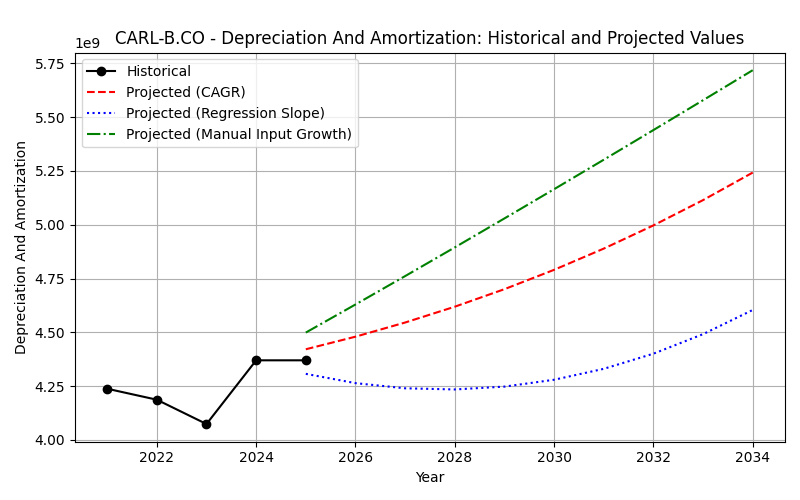 CARL-B.CO - Depreciation And Amortization: Historical and Projected Values
1e9
Historical
Projected (CAGR)
Projected (Regression Slope)
Projected (Manual Input Growth)
Depreciation And Amortization
5.75
5.50
5.25
5.00
4.75
4.50
4.25
4.00
2022 2024 2026 2028 2030 2032 2034
Year